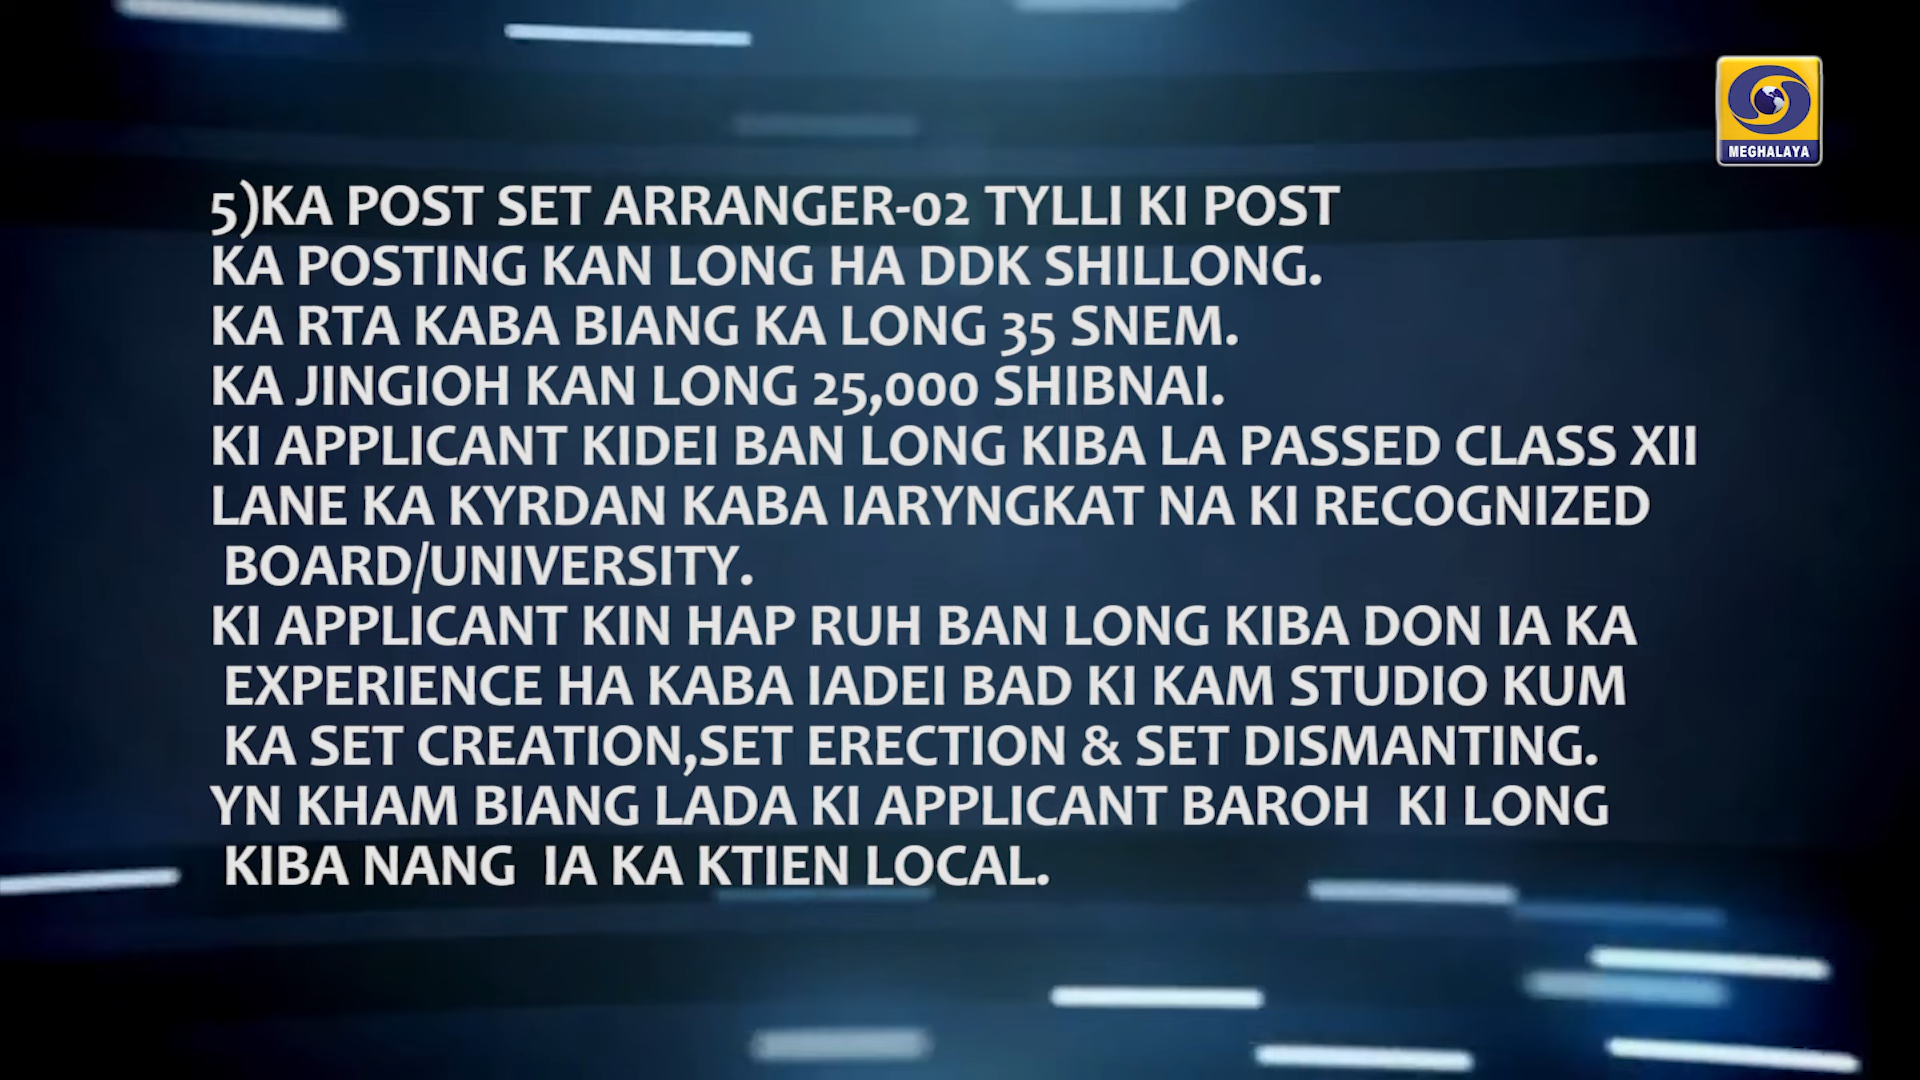 MEGHALAYA
5)KA POST SET ARRANGER-02 TYLLI KI POST
KA POSTING KAN LONG HA DDK SHILLONG.
KA RTA KABA BIANG KA LONG 35 SNEM.
KA JINGIOH KAN LONG 25,000 SHIBNAI.
KI APPLICANT KIDEI BAN LONG KIBA LA PASSED CLASS XII
LANE KA KYRDAN KABA IARYNGKAT NA KI RECOGNIZED
BOARD/UNIVERSITY.
KI APPLICANT KIN HAP RUH BAN LONG KIBA DON IA KA
EXPERIENCE HA KABA IADEI BAD KI KAM STUDIO KUM
KA SET CREATION,SET ERECTION & SET DISMANTING.
YN KHAM BIANG LADA KI APPLICANT BAROH KI LONG
KIBA NANG IA KA KTIEN LOCAL.